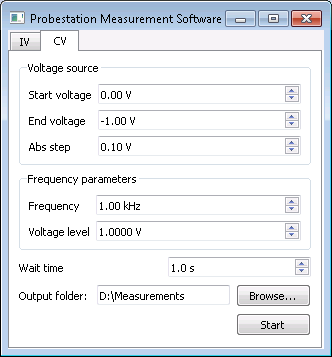 Probestation Measurement Software
IV CV
Voltage source
Start voltage 0.00 V
End voltage -1.00 V
Abs step 0.10 V
Frequency parameters
Frequency 1.00 kHz
Voltage level 1.0000 V
Wait time 1.0 s
Output folder: D:\Measurements Browse...
Start